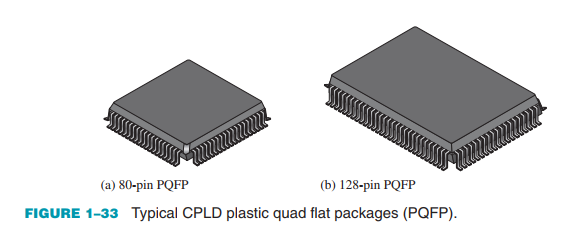 (a) 80-pin PQFP
(b) 128-pin PQFP
FIGURE 1–33 Typical CPLD plastic quad flat packages (PQFP).